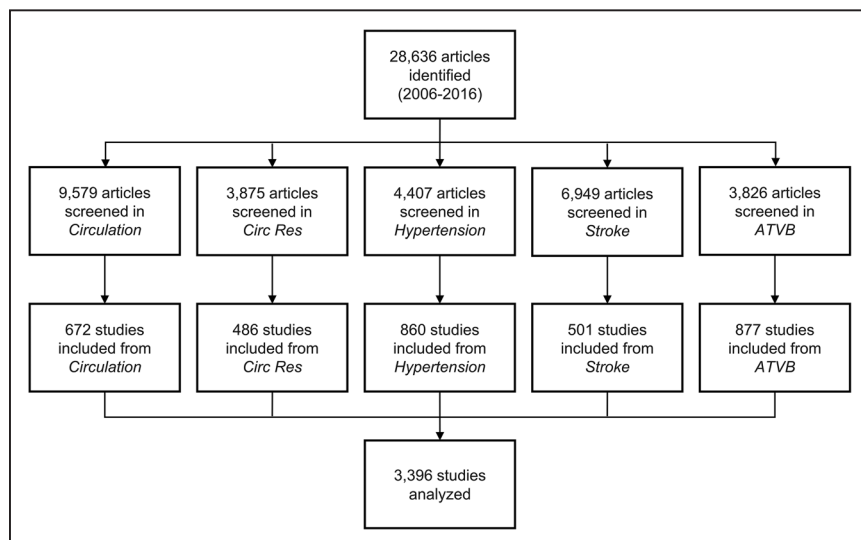 28,636 articles
identified
(2006-2016)
9,579 articles
screened in
Circulation
3,875 articles
screened in
Circ Res
4,407 articles
screened in
Hypertension
6,949 articles
screened in
Stroke
3,826 articles
screened in
ATVB
672 studies
included from
Circulation
486 studies
included from
Circ Res
860 studies
included from
Hypertension
501 studies
included from
Stroke
877 studies
included from
ATVB
3,396 studies
analyzed